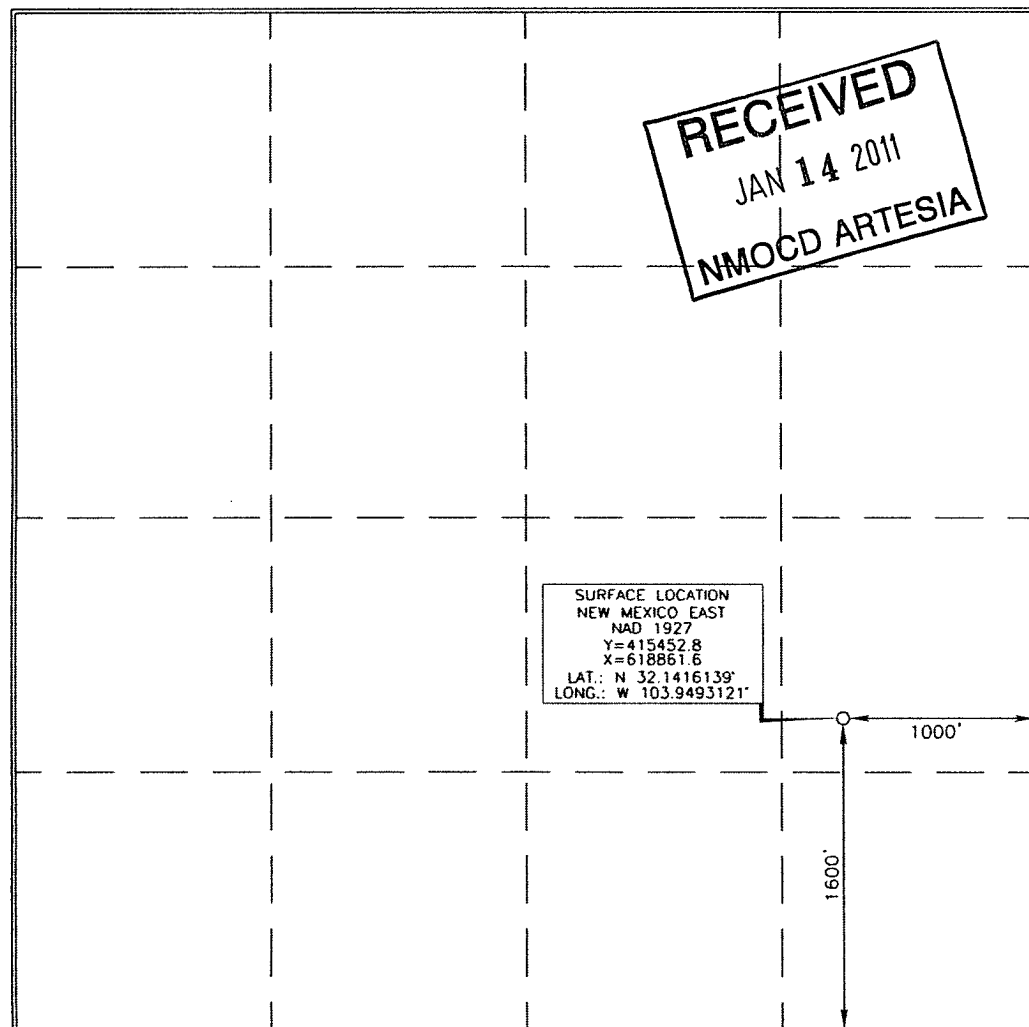 RECEIVED
JAN 14 2011
NMOCD ARTESIA
SURFACE LOCATION
NEW MEXICO EAST
NAD 1927
Y=415452.8
X=618861.6
LAT.: N 32.1416139°
LONG.: W 103.9493121°
1000'
1600'